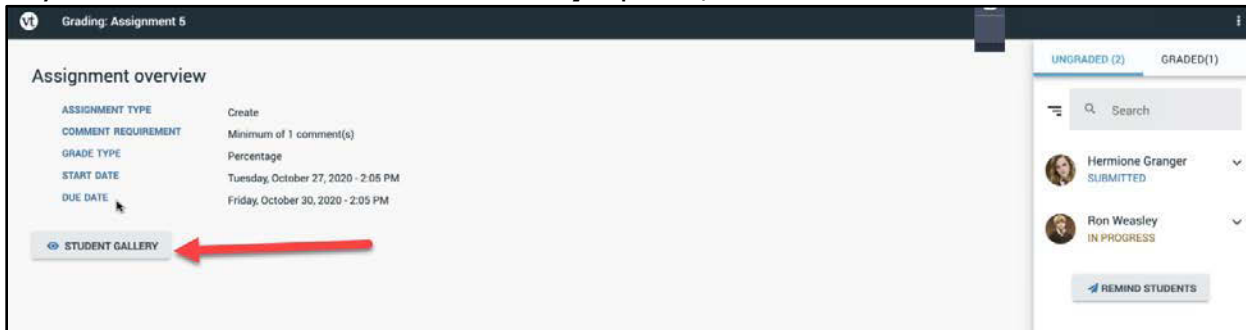 vt Grading: Assignment 5
Assignment overview
ASSIGNMENT TYPE Create
COMMENT REQUIREMENT Minimum of 1 comment(s)
GRADE TYPE Percentage
START DATE Tuesday, October 27, 2020 - 2:05 PM
DUE DATE Friday, October 30, 2020 - 2:05 PM
STUDENT GALLERY
UNGRADED (2) GRADED(1)
Search
Hermione Granger
SUBMITTED
Ron Weasley
IN PROGRESS
REMIND STUDENTS